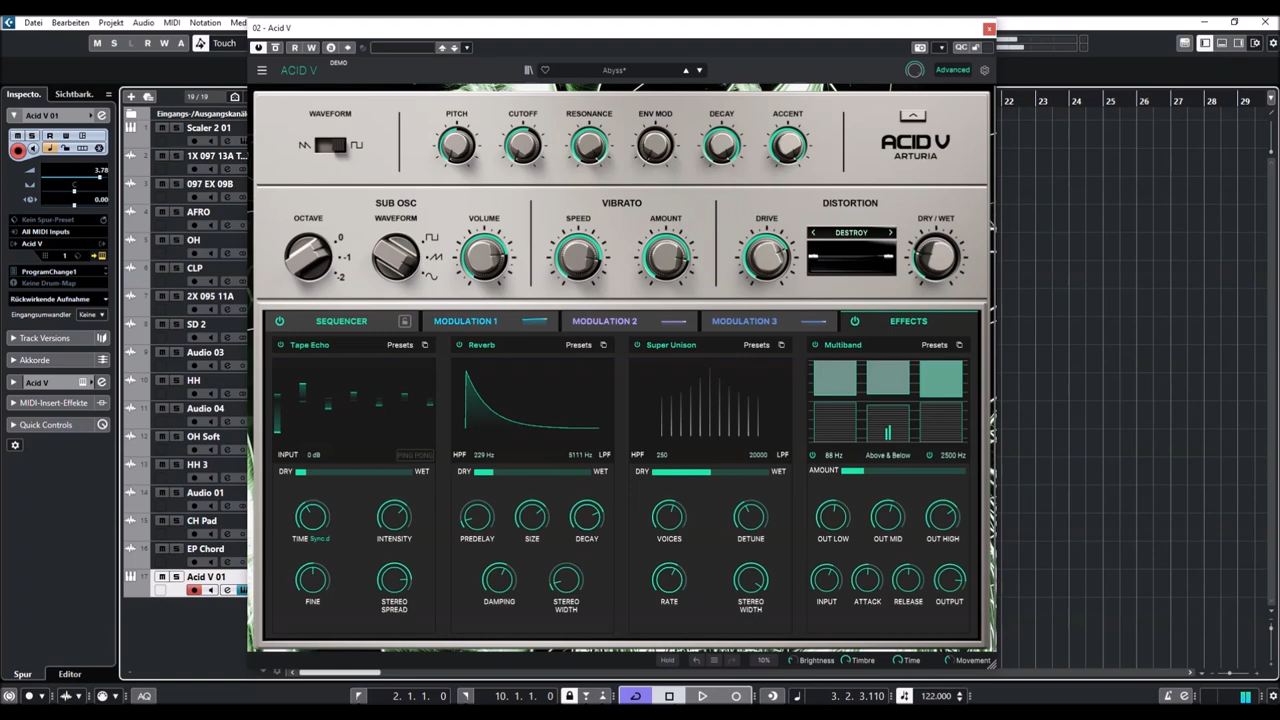 Datei Bearbeiten Projekt Audio MIDI Notation Med
02 - Acid V
M S L R W A Touch
R W
QC
ACID V DEMO
Abyss*
Advanced
Inspecto. Sichtbark.
19 / 19
22 23 24 25 26 27 28 29
Acid V 01
Eingangs-/Ausgangskanäle
Scaler 2 01
1X 097 13A T...
097 EX 09B
AFRO
OH
CLP
2X 095 11A
SD 2
Audio 03
HH
Audio 04
OH Soft
HH 3
Audio 01
CH Pad
EP Chord
Acid V 01
3.78
C
0.00
Kein Spur-Preset
All MIDI Inputs
Acid V
1
ProgramChange1
Keine Drum-Map
Rückwirkende Aufnahme
Eingangsumwandler Keine
Track Versions
Akkorde
Acid V
MIDI-Insert-Effekte
Quick Controls
WAVEFORM PITCH CUTOFF RESONANCE ENV MOD DECAY ACCENT
ACID V
ARTURIA
SUB OSC VIBRATO DISTORTION
OCTAVE WAVEFORM VOLUME SPEED AMOUNT DRIVE DESTROY DRY / WET
0
-1
-2
SEQUENCER MODULATION 1 MODULATION 2 MODULATION 3 EFFECTS
Tape Echo Presets Reverb Presets Super Unison Presets Multiband Presets
INPUT 0 dB PING PONG HPF 229 Hz 5111 Hz LPF HPF 250 20000 LPF 88 Hz Above & Below 2500 Hz
DRY WET DRY WET DRY WET AMOUNT
TIME Sync.d INTENSITY PREDELAY SIZE DECAY VOICES DETUNE OUT LOW OUT MID OUT HIGH
FINE STEREO SPREAD DAMPING STEREO WIDTH RATE STEREO WIDTH INPUT ATTACK RELEASE OUTPUT
Hold 10% Brightness Timbre Time Movement
Spur Editor
AQ 2. 1. 1. 0 10. 1. 1. 0 3. 2. 3.110 122.000